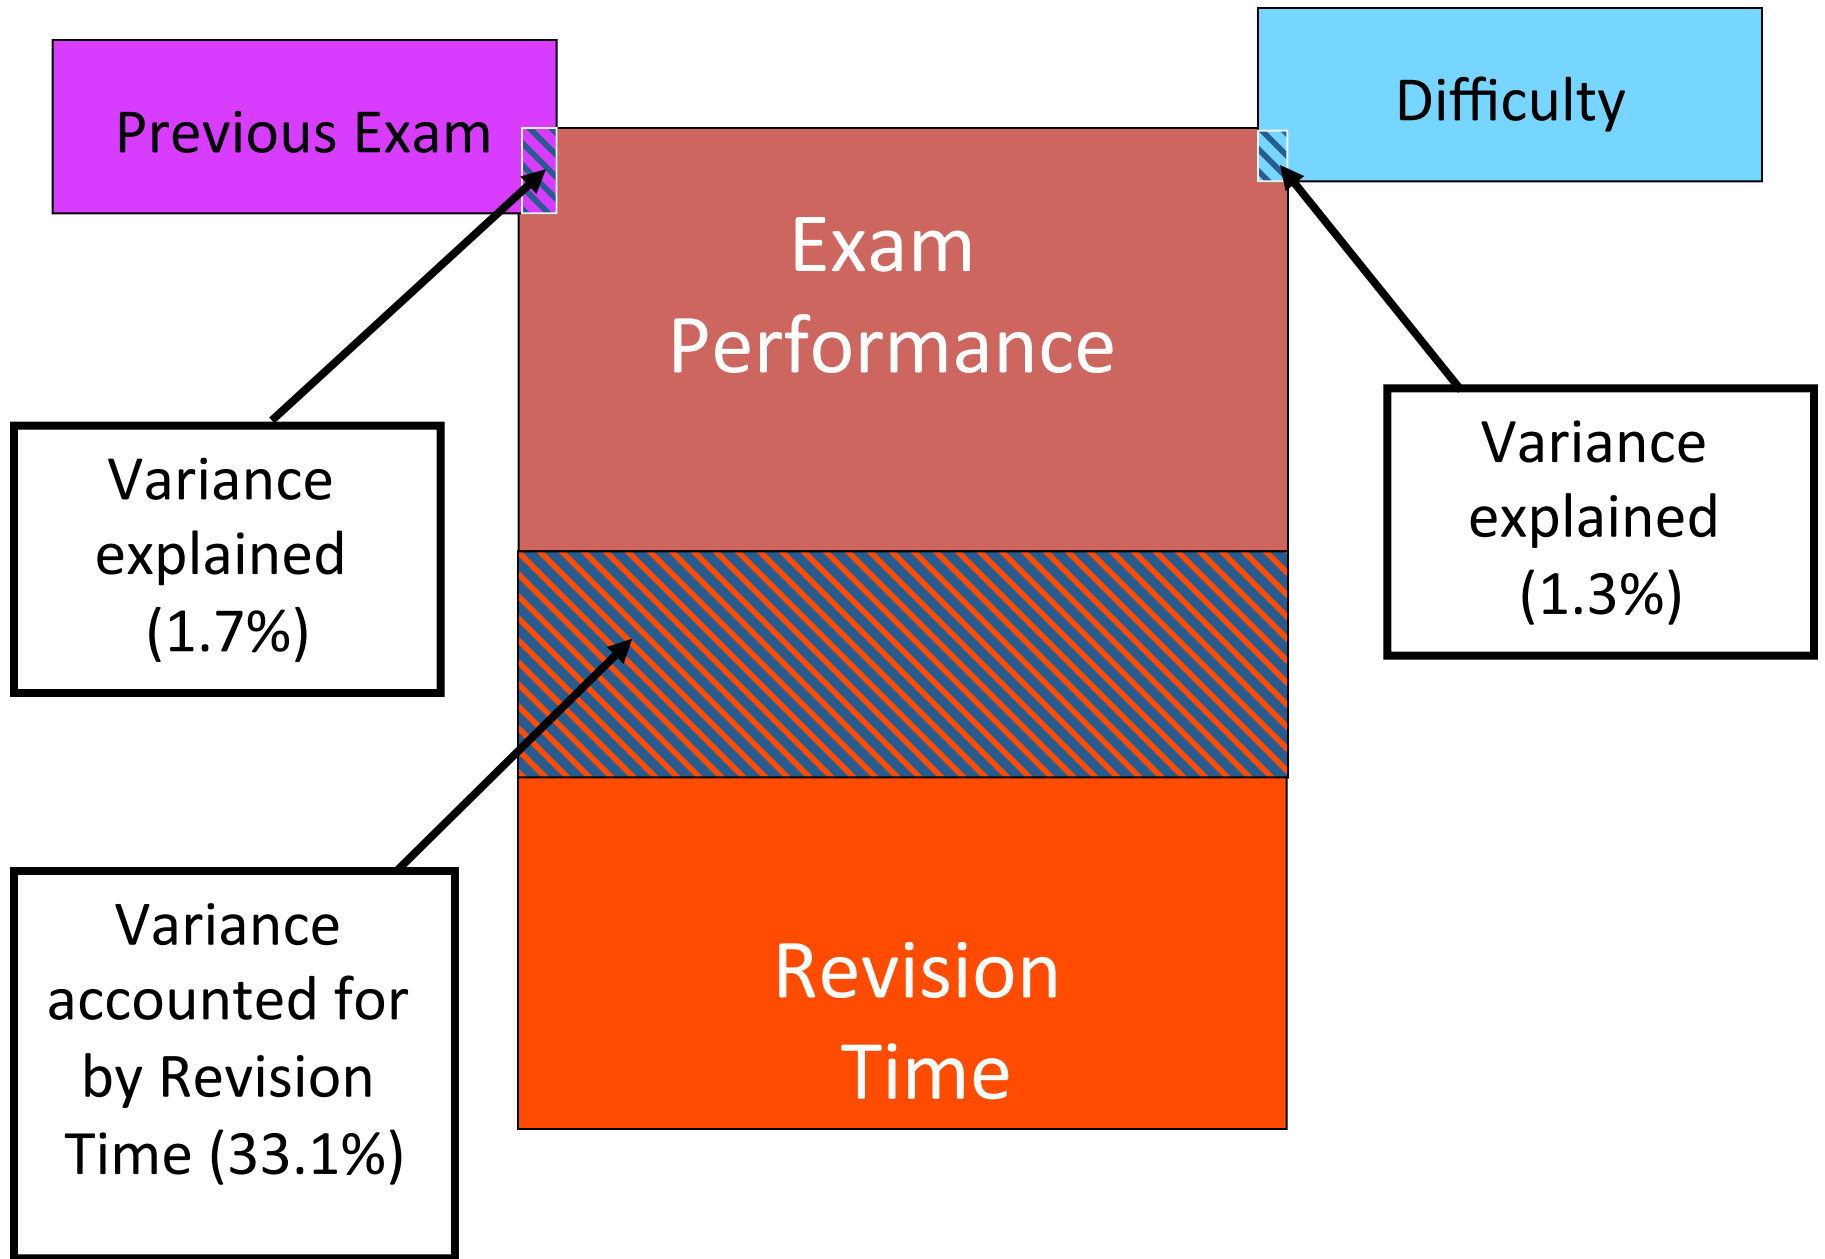 Previous Exam
Difficulty
Exam
Performance
Variance
explained
(1.7%)
Variance
explained
(1.3%)
Variance
accounted for
by Revision
Time (33.1%)
Revision
Time